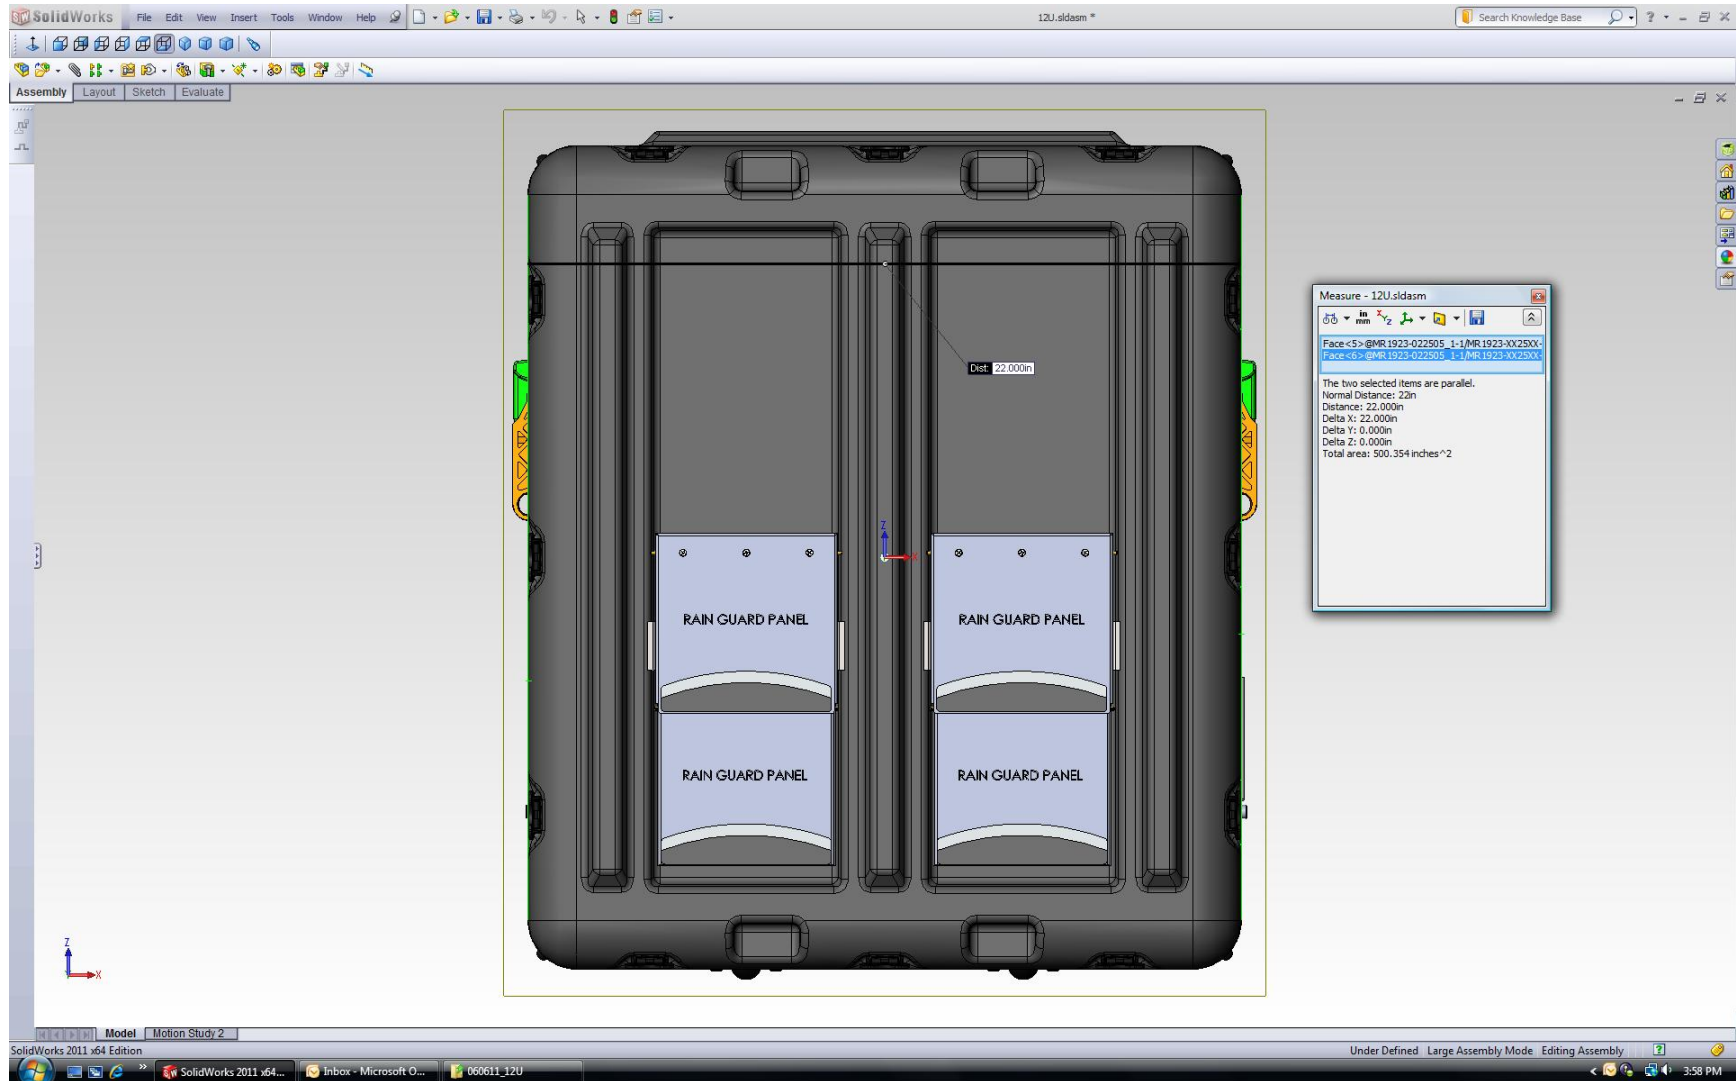 SolidWorks File Edit View Insert Tools Window Help 12U.sldasm * Search Knowledge Base ?
Assembly Layout Sketch Evaluate
Measure - 12U.sldasm
in
mm
XYZ
Face<5>@MR1923-022505_1-1/MR1923-XX25XX-
Face<6>@MR1923-022505_1-1/MR1923-XX25XX-
Dist: 22.000in
The two selected items are parallel.
Normal Distance: 22in
Distance: 22.000in
Delta X: 22.000in
Delta Y: 0.000in
Delta Z: 0.000in
Total area: 500.354 inches^2
Z
X
RAIN GUARD PANEL RAIN GUARD PANEL
RAIN GUARD PANEL RAIN GUARD PANEL
Z
X
Model Motion Study 2
SolidWorks 2011 x64 Edition Under Defined Large Assembly Mode Editing Assembly ?
SolidWorks 2011 x64... Inbox - Microsoft O... 060611_12U 3:58 PM